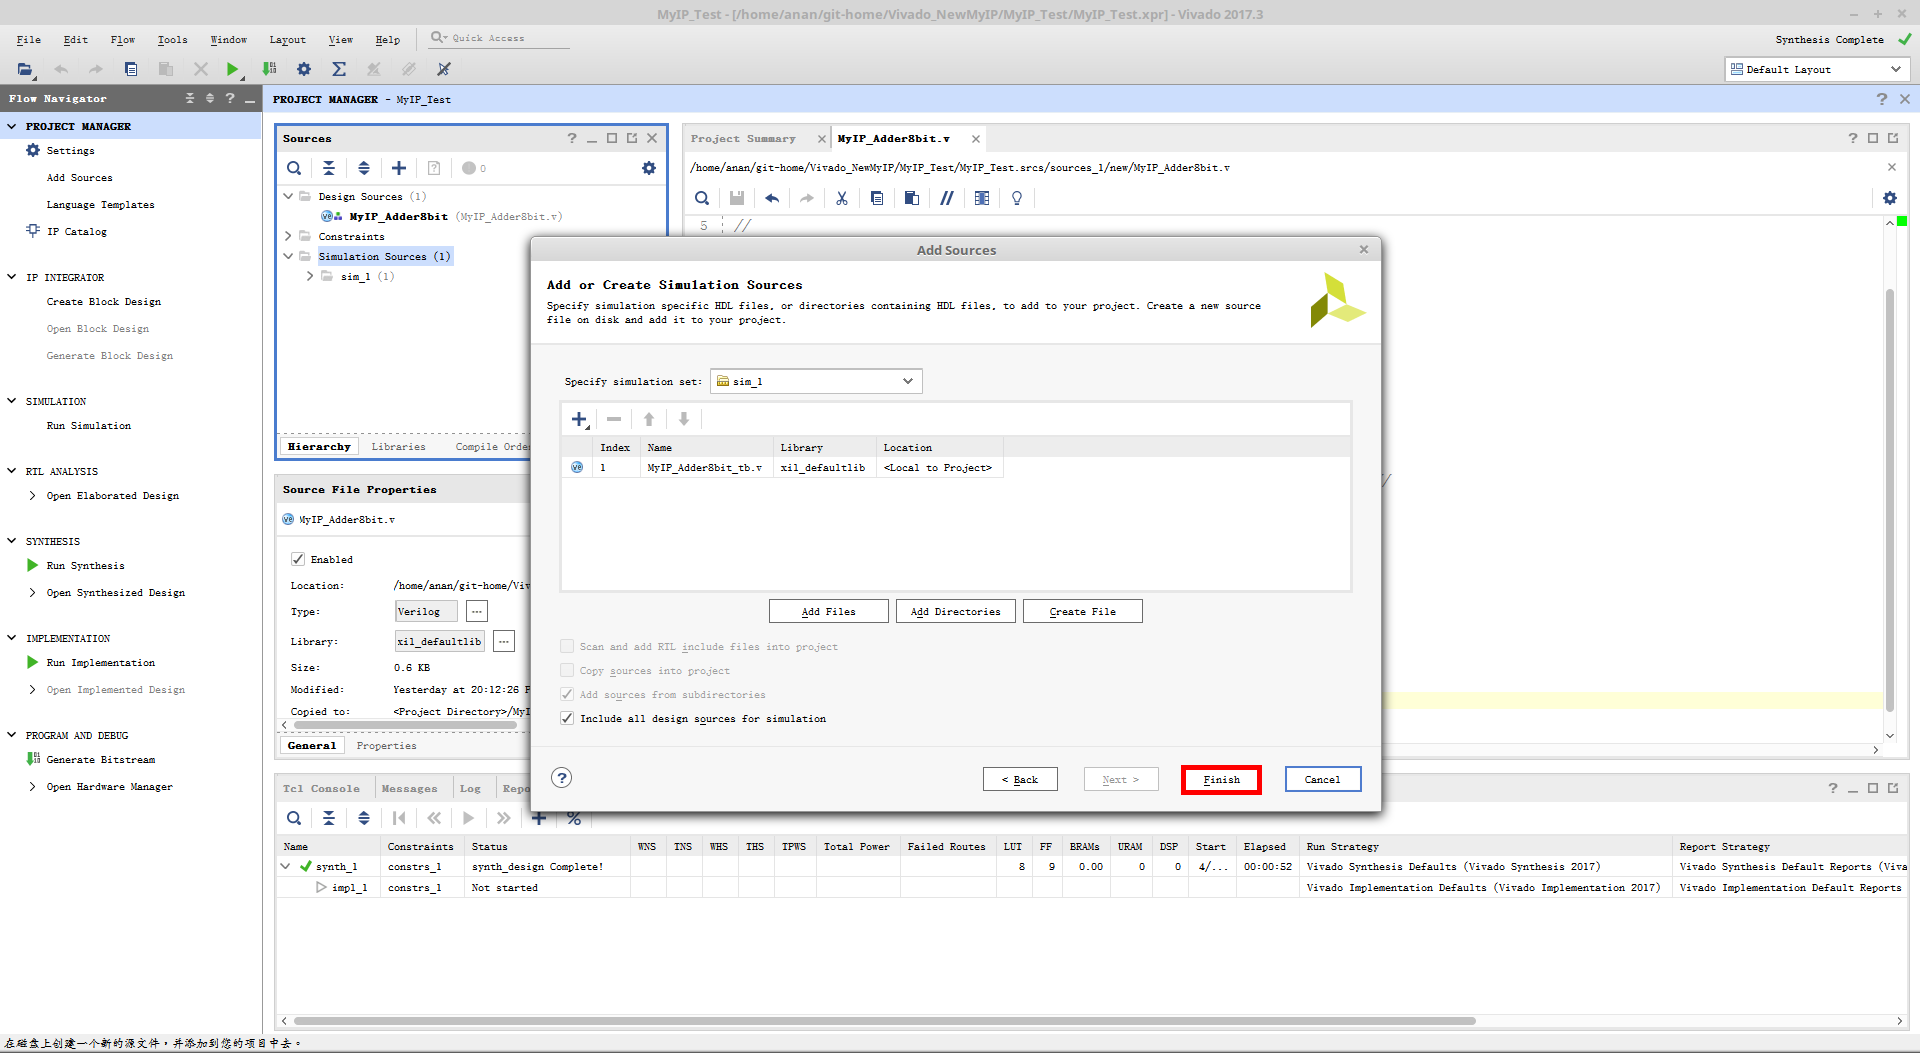 MyIP_Test - [/home/anan/git-home/Vivado_NewMyIP/MyIP_Test/MyIP_Test.xpr] - Vivado 2017.3
File Edit Flow Tools Window Layout View Help Quick Access Synthesis Complete
Default Layout
Flow Navigator
PROJECT MANAGER - MyIP_Test
PROJECT MANAGER
Settings
Add Sources
Language Templates
IP Catalog
IP INTEGRATOR
Create Block Design
Open Block Design
Generate Block Design
SIMULATION
Run Simulation
RTL ANALYSIS
Open Elaborated Design
SYNTHESIS
Run Synthesis
Open Synthesized Design
IMPLEMENTATION
Run Implementation
Open Implemented Design
PROGRAM AND DEBUG
Generate Bitstream
Open Hardware Manager
Sources
0
Design Sources (1)
MyIP_Adder8bit (MyIP_Adder8bit.v)
Constraints
Simulation Sources (1)
sim_1 (1)
Hierarchy Libraries Compile Order
Source File Properties
MyIP_Adder8bit.v
Enabled
Location: /home/anan/git-home/Viv
Type: Verilog
Library: xil_defaultlib
Size: 0.6 KB
Modified: Yesterday at 20:12:26 P
Copied to: <Project Directory>/MyI
General Properties
Project Summary MyIP_Adder8bit.v
/home/anan/git-home/Vivado_NewMyIP/MyIP_Test/MyIP_Test.srcs/sources_1/new/MyIP_Adder8bit.v
5 //
Add Sources
Add or Create Simulation Sources
Specify simulation specific HDL files, or directories containing HDL files, to add to your project. Create a new source
file on disk and add it to your project.
Specify simulation set: sim_1
Index Name Library Location
1 MyIP_Adder8bit_tb.v xil_defaultlib <Local to Project>
Add Files Add Directories Create File
Scan and add RTL include files into project
Copy sources into project
Add sources from subdirectories
Include all design sources for simulation
? < Back Next > Finish Cancel
Tcl Console Messages Log Repo
Name Constraints Status WNS TNS WHS THS TPWS Total Power Failed Routes LUT FF BRAMs URAM DSP Start Elapsed Run Strategy Report Strategy
synth_1 constrs_1 synth_design Complete! 8 9 0.00 0 0 4/... 00:00:52 Vivado Synthesis Defaults (Vivado Synthesis 2017) Vivado Synthesis Default Reports (Viva
impl_1 constrs_1 Not started Vivado Implementation Defaults (Vivado Implementation 2017) Vivado Implementation Default Reports
在磁盘上创建一个新的源文件，并添加到您的项目中去。